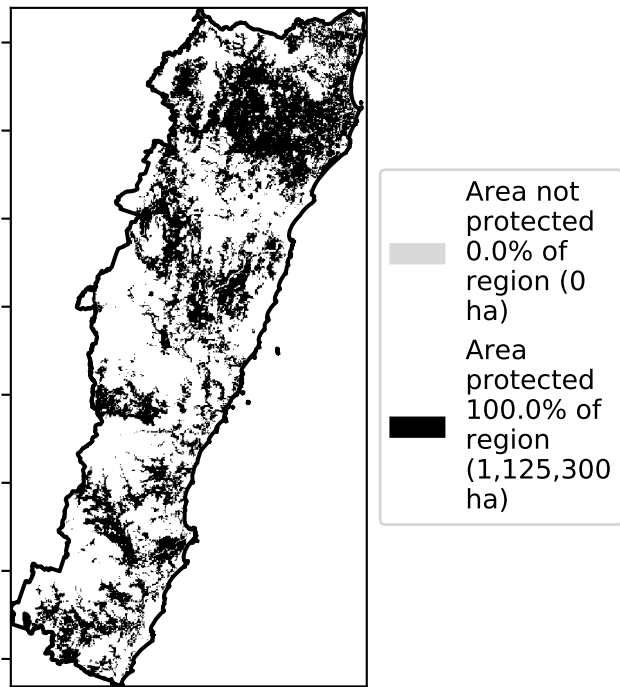 Area not
protected
0.0% of
region (0
ha)
Area
protected
100.0% of
region
(1,125,300
ha)